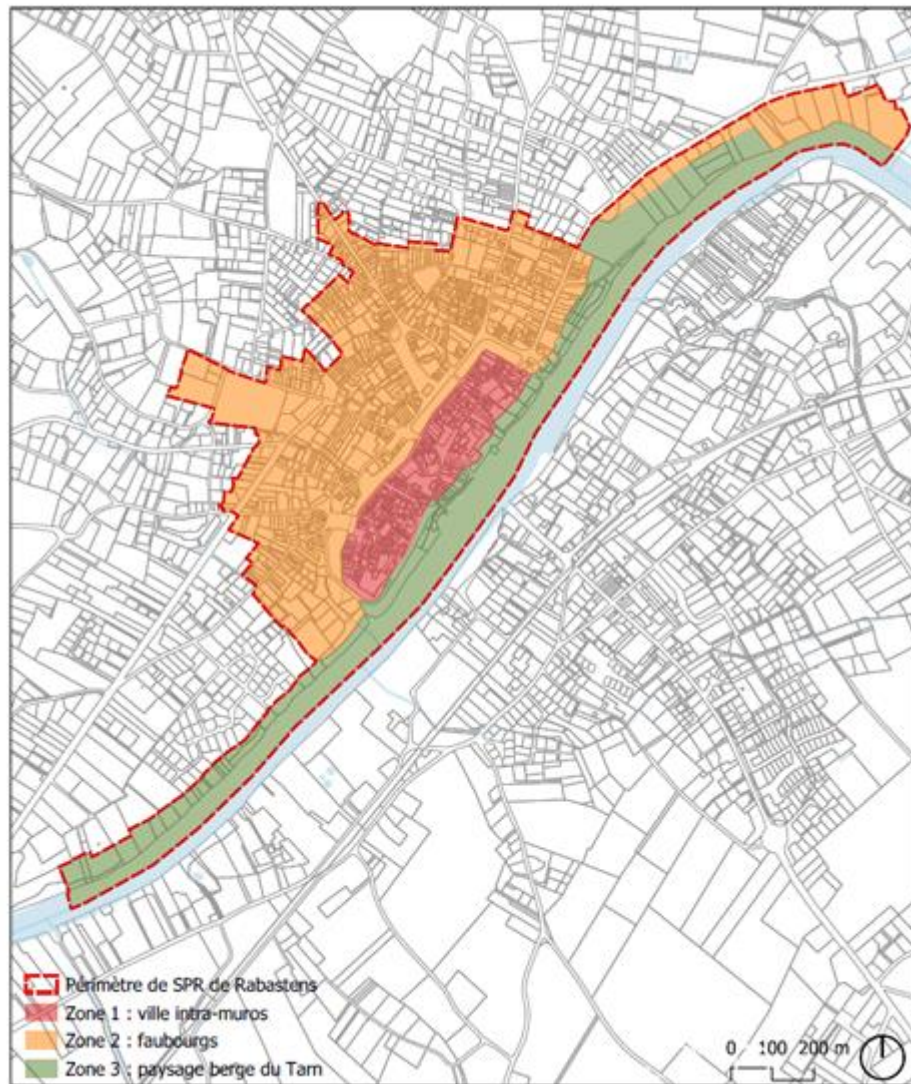 Périmètre de SPR de Rabastens
Zone 1 : ville intra-muros
Zone 2 : faubourgs
Zone 3 : paysage berge du Tarn
0 100 200 m